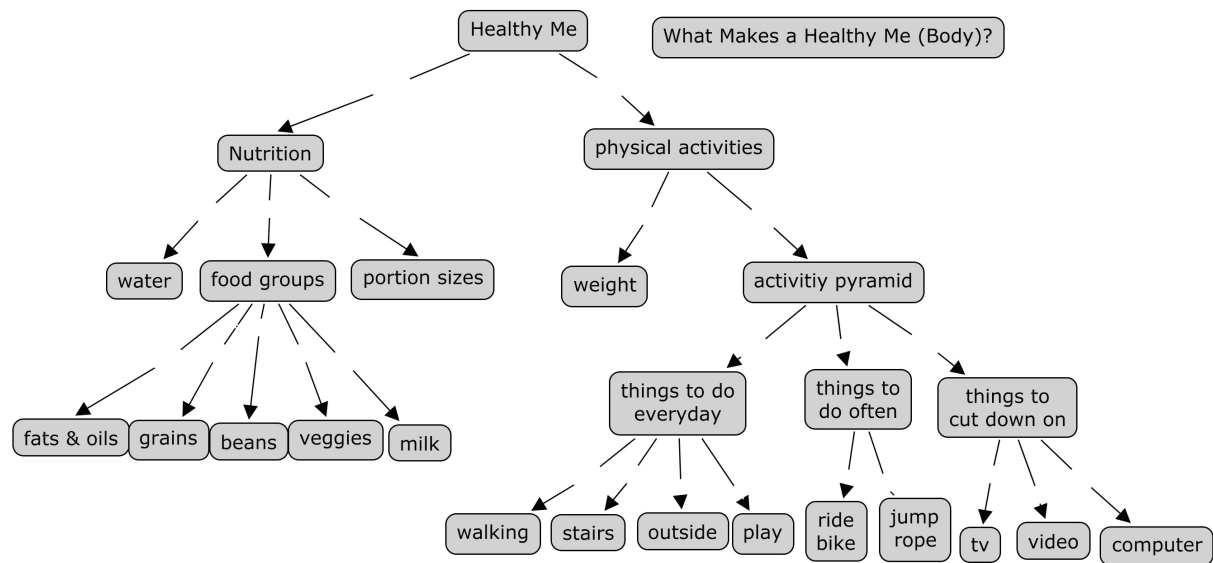 Healthy Me
What Makes a Healthy Me (Body)?
Nutrition
physical activities
water
food groups
portion sizes
weight
activitiy pyramid
things to do
everyday
things to
do often
things to
cut down on
fats & oils
grains
beans
veggies
milk
walking
stairs
outside
play
ride
bike
jump
rope
tv
video
computer